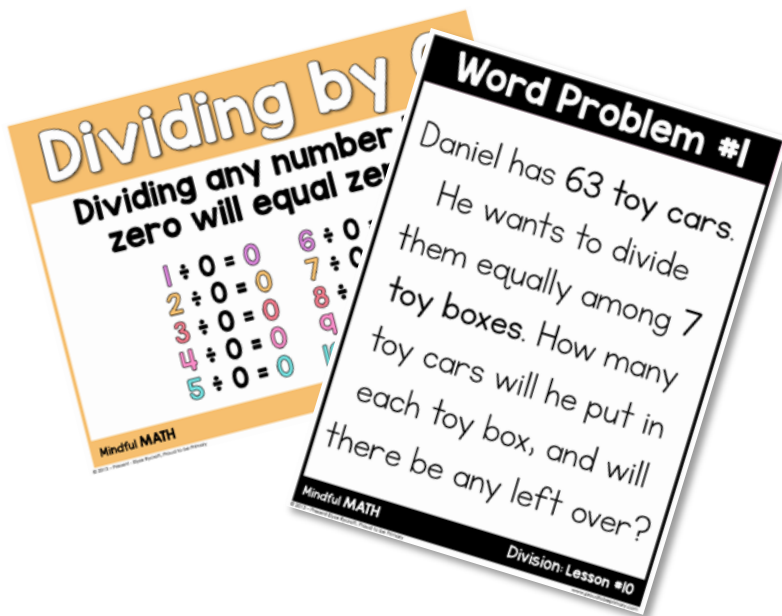 Dividing by
Dividing any number
zero will equal
1 ÷ 0 = 0
2 ÷ 0 = 0
3 ÷ 0 = 0
4 ÷ 0 = 0
5 ÷ 0 = 0
6 ÷ 0
7 ÷
8 ÷
9
Mindful MATH
Word Problem #1
Daniel has 63 toy cars.
He wants to divide
them equally among 7
toy boxes. How many
toy cars will he put in
each toy box, and will
there be any left over?
Mindful MATH
Division: Lesson #10